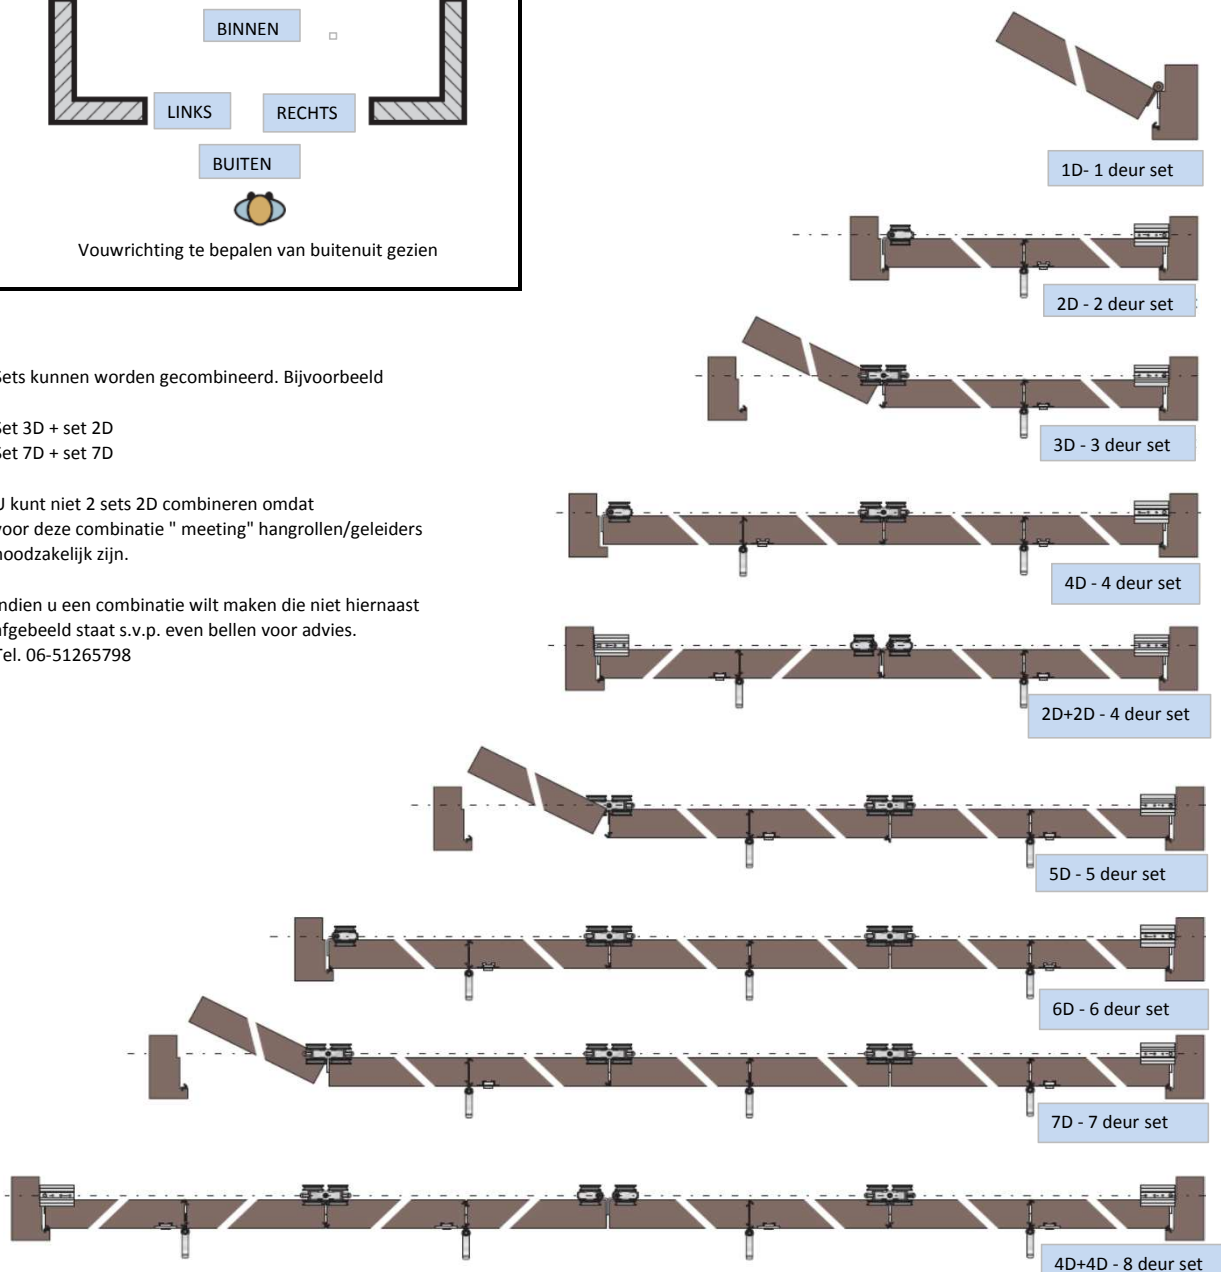 BINNEN
LINKS
RECHTS
BUITEN
Vouwrichting te bepalen van buitenuit gezien
1D- 1 deur set
2D - 2 deur set
3D - 3 deur set
Sets kunnen worden gecombineerd. Bijvoorbeeld
Set 3D + set 2D
Set 7D + set 7D
U kunt niet 2 sets 2D combineren omdat
voor deze combinatie " meeting" hangrollen/geleiders
noodzakelijk zijn.
Indien u een combinatie wilt maken die niet hiernaast
afgebeeld staat s.v.p. even bellen voor advies.
Tel. 06-51265798
4D - 4 deur set
2D+2D - 4 deur set
5D - 5 deur set
6D - 6 deur set
7D - 7 deur set
4D+4D - 8 deur set